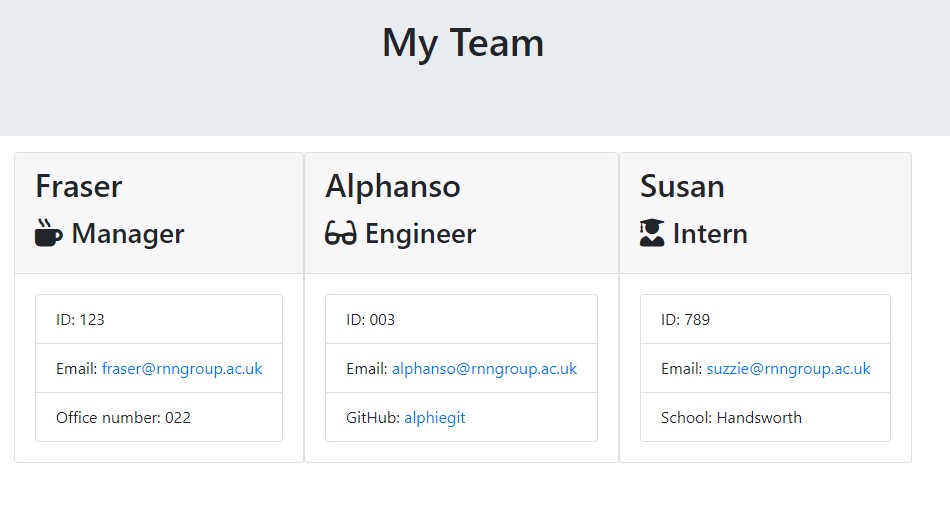 My Team
Fraser
Manager
ID: 123
Email: fraser@rnngroup.ac.uk
Office number: 022
Alphanso
Engineer
ID: 003
Email: alphanso@rnngroup.ac.uk
GitHub: alphiegit
Susan
Intern
ID: 789
Email: suzzie@rnngroup.ac.uk
School: Handsworth